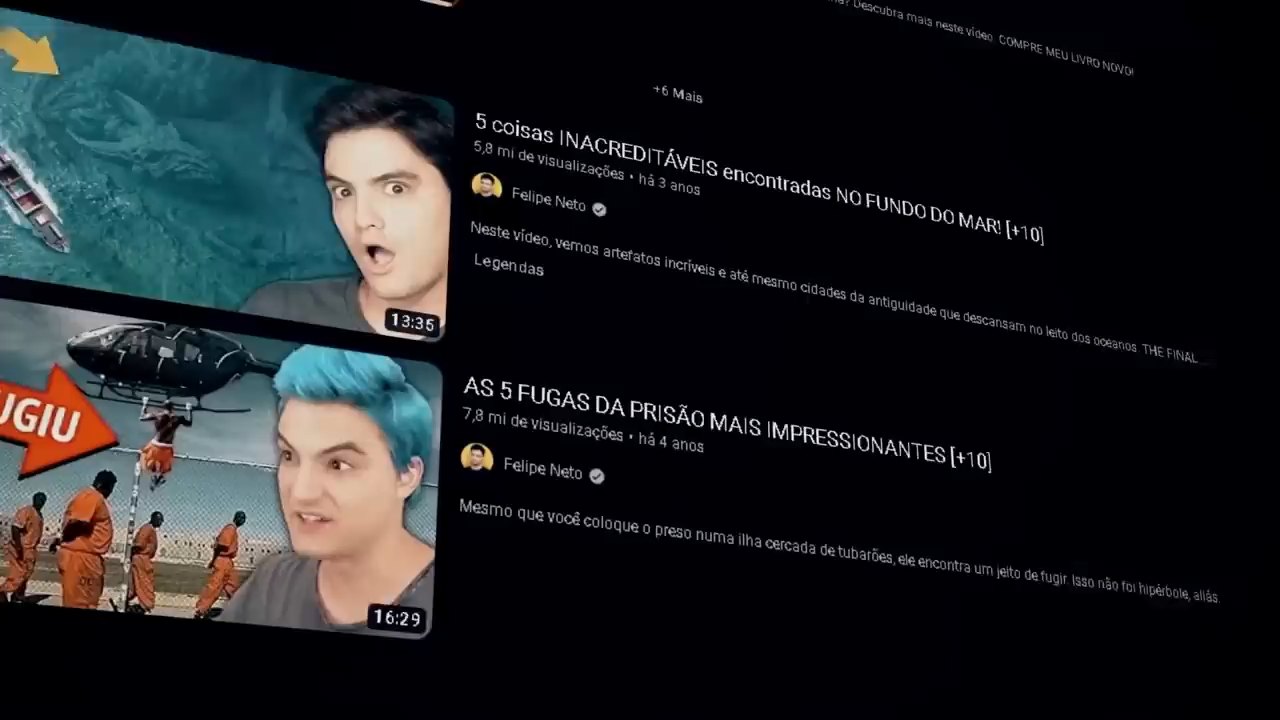 Descubra mais neste vídeo. COMPRE MEU LIVRO NOVO!
+6 Mais
5 coisas INACREDITÁVEIS encontradas NO FUNDO DO MAR! [+10]
5,8 mi de visualizações • há 3 anos
Felipe Neto
Neste vídeo, vemos artefatos incríveis e até mesmo cidades da antiguidade que descansam no leito dos oceanos. THE FINAL ...
Legendas
13:35
UGIU
AS 5 FUGAS DA PRISÃO MAIS IMPRESSIONANTES [+10]
7,8 mi de visualizações • há 4 anos
Felipe Neto
Mesmo que você coloque o preso numa ilha cercada de tubarões, ele encontra um jeito de fugir. Isso não foi hipérbole, aliás.
16:29